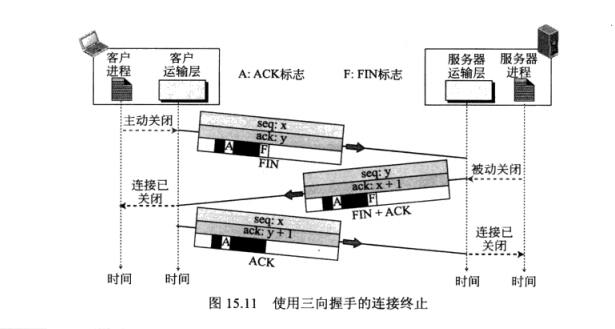 客户
进程
客户
运输层
A: ACK标志
F: FIN标志
服务器
运输层
服务器
进程
主动关闭
seq: x
ack: y
A
F
FIN
被动关闭
seq: y
ack: x + 1
A
F
FIN + ACK
连接已
关闭
seq: x
ack: y + 1
A
ACK
连接已
关闭
时间
时间
时间
时间
图 15.11 使用三向握手的连接终止